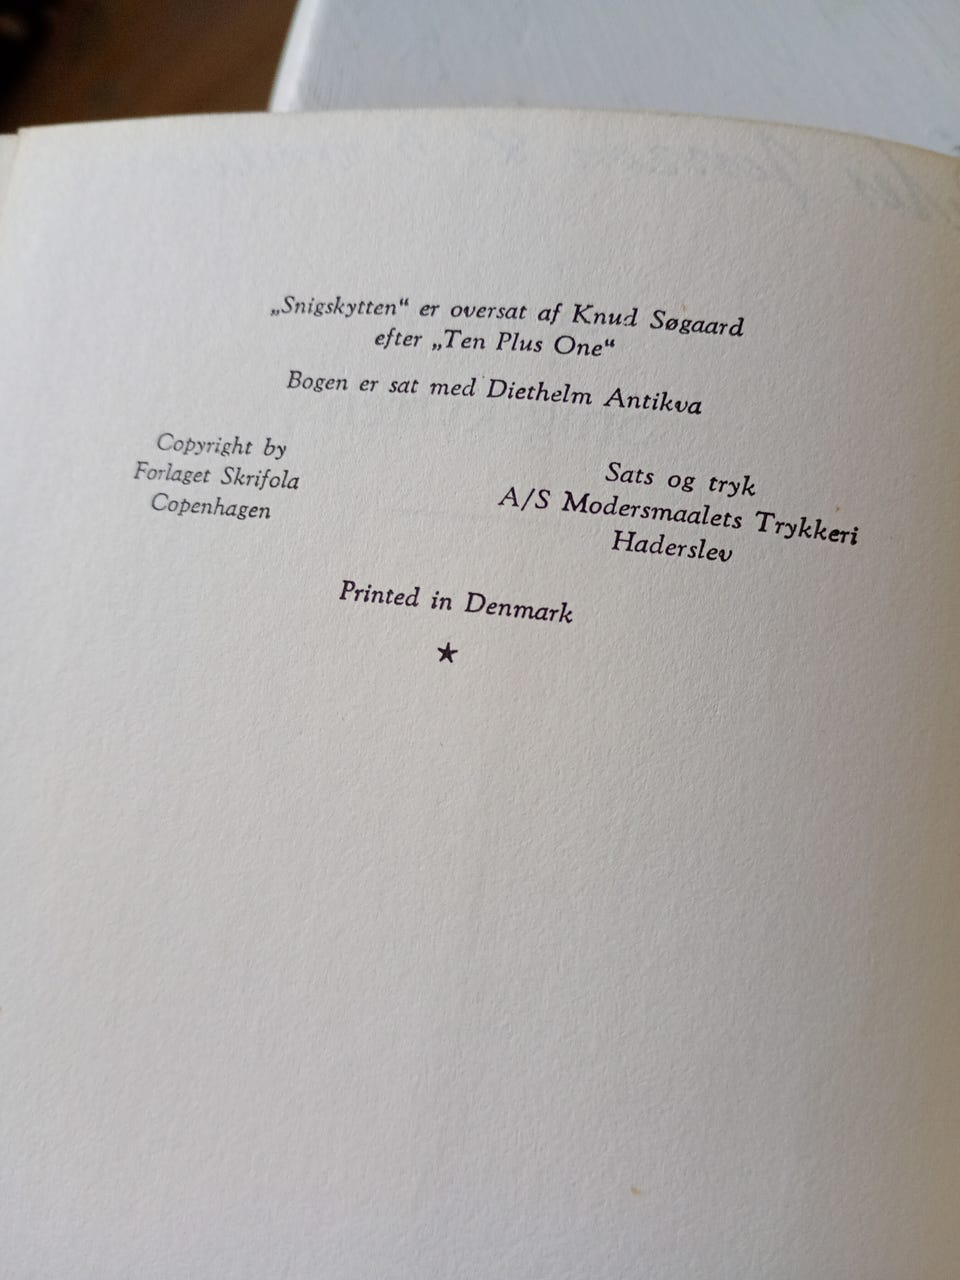 „Snigskytten“ er oversat af Knud Søgaard
efter „Ten Plus One“
Bogen er sat med Diethelm Antikva
Copyright by
Forlaget Skrifola
Copenhagen
Sats og tryk
A/S Modersmaalets Trykkeri
Haderslev
Printed in Denmark
★